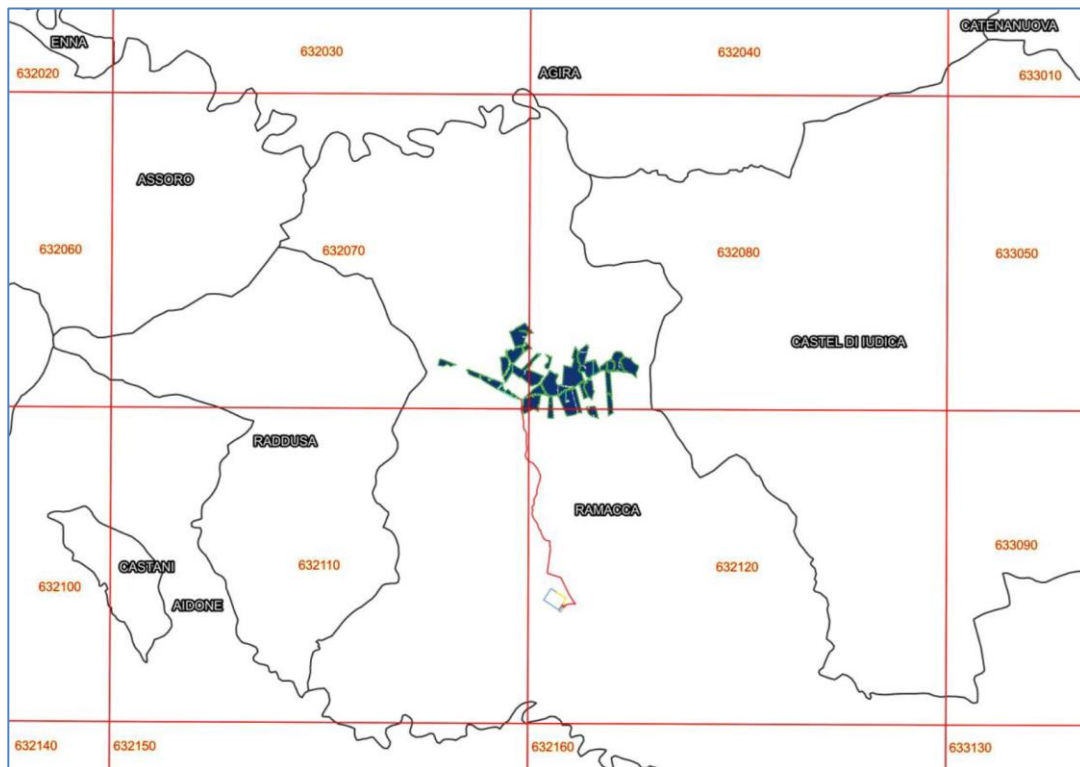 CATENANUOVA
ENNA
632030
632040
632020
AGIRA
633010
ASSORO
632060
632070
632080
633050
CASTEL DI IUDICA
RADDUSA
RAMACCA
633090
CASTANI
632110
632120
632100
AIDONE
632140
632150
632160
633130